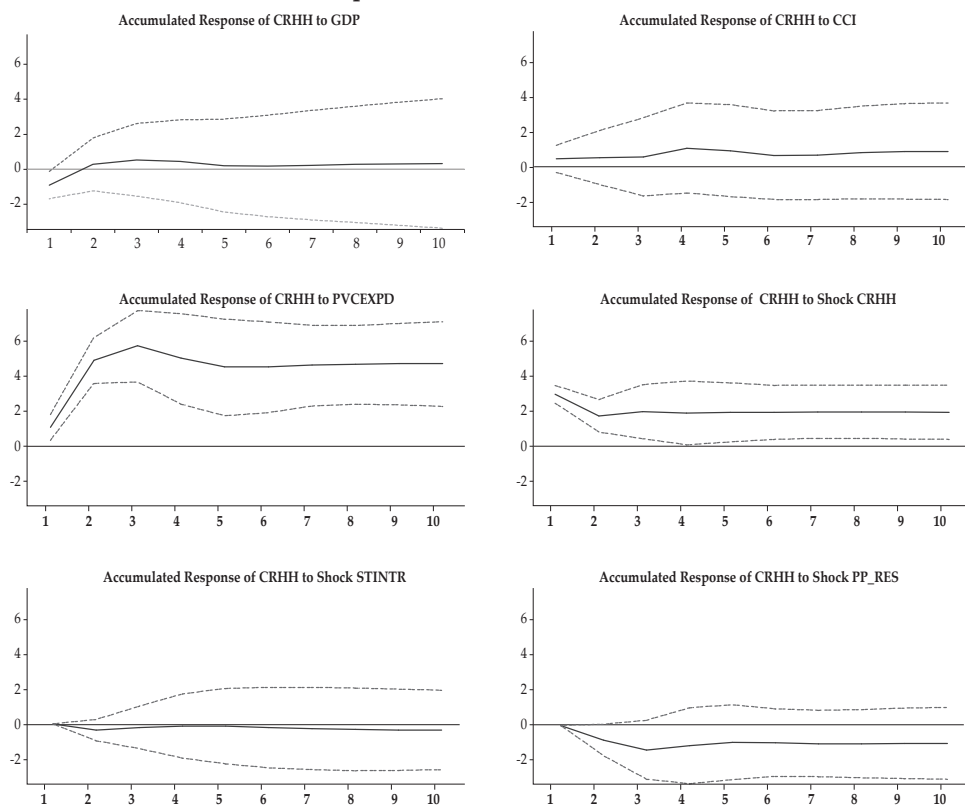 Accumulated Response of CRHH to GDP
6
4
2
0
-2
1 2 3 4 5 6 7 8 9 10
Accumulated Response of CRHH to CCI
6
4
2
0
-2
1 2 3 4 5 6 7 8 9 10
Accumulated Response of CRHH to PVCEXPD
6
4
2
0
-2
1 2 3 4 5 6 7 8 9 10
Accumulated Response of CRHH to Shock CRHH
6
4
2
0
-2
1 2 3 4 5 6 7 8 9 10
Accumulated Response of CRHH to Shock STINTR
6
4
2
0
-2
1 2 3 4 5 6 7 8 9 10
Accumulated Response of CRHH to Shock PP_RES
6
4
2
0
-2
1 2 3 4 5 6 7 8 9 10